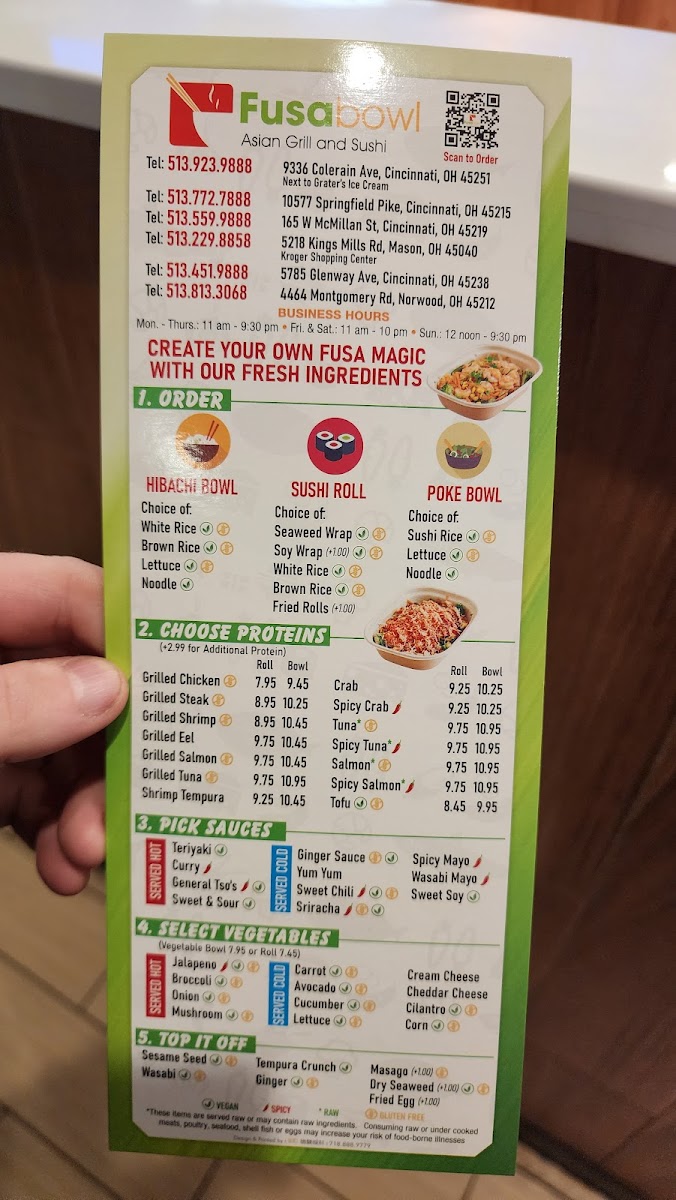 Fusabowl
Asian Grill and Sushi
Scan to Order
Tel: 513.923.9888 9336 Colerain Ave, Cincinnati, OH 45251
Next to Grater's Ice Cream
Tel: 513.772.7888 10577 Springfield Pike, Cincinnati, OH 45215
Tel: 513.559.9888 165 W McMillan St, Cincinnati, OH 45219
Tel: 513.229.8858 5218 Kings Mills Rd, Mason, OH 45040
Kroger Shopping Center
Tel: 513.451.9888 5785 Glenway Ave, Cincinnati, OH 45238
Tel: 513.813.3068 4464 Montgomery Rd, Norwood, OH 45212
BUSINESS HOURS
Mon. - Thurs.: 11 am - 9:30 pm • Fri. & Sat.: 11 am - 10 pm • Sun.: 12 noon - 9:30 pm
CREATE YOUR OWN FUSA MAGIC
WITH OUR FRESH INGREDIENTS
1. ORDER
HIBACHI BOWL
Choice of:
White Rice
Brown Rice
Lettuce
Noodle
SUSHI ROLL
Choice of:
Seaweed Wrap
Soy Wrap (+1.00)
White Rice
Brown Rice
Fried Rolls (+1.00)
POKE BOWL
Choice of:
Sushi Rice
Lettuce
Noodle
2. CHOOSE PROTEINS
(+2.99 for Additional Protein)
Roll Bowl
Grilled Chicken 7.95 9.45
Grilled Steak 8.95 10.25
Grilled Shrimp 8.95 10.45
Grilled Eel 9.75 10.45
Grilled Salmon 9.75 10.45
Grilled Tuna 9.75 10.95
Shrimp Tempura 9.25 10.45
Roll Bowl
Crab 9.25 10.25
Spicy Crab 9.25 10.25
Tuna* 9.75 10.95
Spicy Tuna* 9.75 10.95
Salmon* 9.75 10.95
Spicy Salmon* 9.75 10.95
Tofu 8.45 9.95
3. PICK SAUCES
SERVED HOT
Teriyaki
Curry
General Tso's
Sweet & Sour
SERVED COLD
Ginger Sauce
Yum Yum
Sweet Chili
Sriracha
Spicy Mayo
Wasabi Mayo
Sweet Soy
4. SELECT VEGETABLES
(Vegetable Bowl 7.95 or Roll 7.45)
SERVED HOT
Jalapeno
Broccoli
Onion
Mushroom
SERVED COLD
Carrot
Avocado
Cucumber
Lettuce
Cream Cheese
Cheddar Cheese
Cilantro
Corn
5. TOP IT OFF
Sesame Seed
Wasabi
Tempura Crunch
Ginger
Masago (+1.00)
Dry Seaweed (+1.00)
Fried Egg (+1.00)
VEGAN SPICY * RAW GLUTEN FREE
*These items are served raw or may contain raw ingredients. Consuming raw or under cooked
meats, poultry, seafood, shell fish or eggs may increase your risk of food-borne illnesses
Design & Printed by